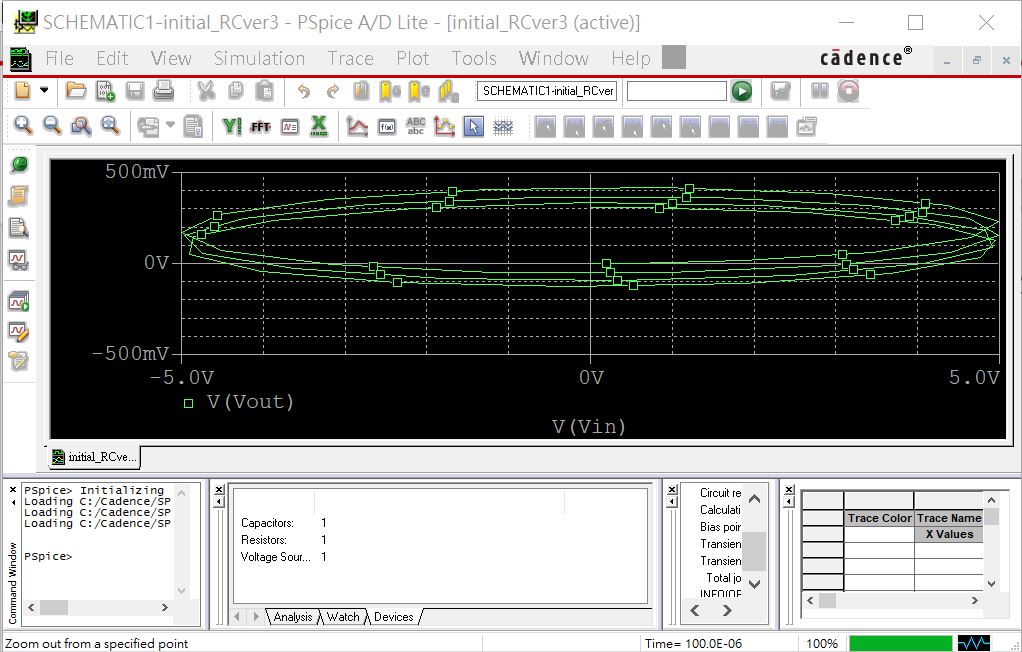 SCHEMATIC1-initial_RCver3 - PSpice A/D Lite - [initial_RCver3 (active)]
File Edit View Simulation Trace Plot Tools Window Help cādence®
SCHEMATIC1-initial_RCver
FFT
ABC
abc
500mV
0V
-500mV
-5.0V 0V 5.0V
V(Vout)
V(Vin)
initial_RCve...
PSpice> Initializing
Loading C:/Cadence/SP
Loading C:/Cadence/SP
Loading C:/Cadence/SP
PSpice>
Command Window
Capacitors: 1
Resistors: 1
Voltage Sour... 1
Analysis Watch Devices
Circuit re
Calculati
Bias poir
Transien
Transien
Total jo
Trace Color Trace Name
X Values
Zoom out from a specified point
Time= 100.0E-06 100%